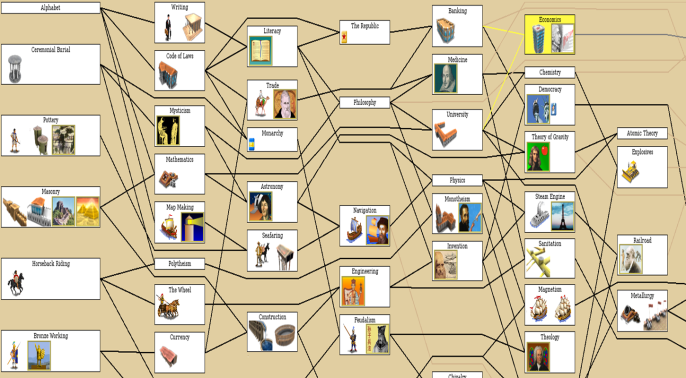 Alphabet
Ceremonial Burial
Pottery
Masonry
Horseback Riding
Bronze Working
Writing
Code of Laws
Mysticism
Mathematics
Map Making
Polytheism
The Wheel
Currency
Literacy
Trade
Monarchy
Astronomy
Seafaring
Construction
The Republic
Philosophy
Navigation
Engineering
Feudalism
Banking
Medicine
University
Physics
Monotheism
Invention
Chivalry
Economics
Chemistry
Democracy
Theory of Gravity
Steam Engine
Sanitation
Magnetism
Theology
Atomic Theory
Explosives
Railroad
Metallurgy